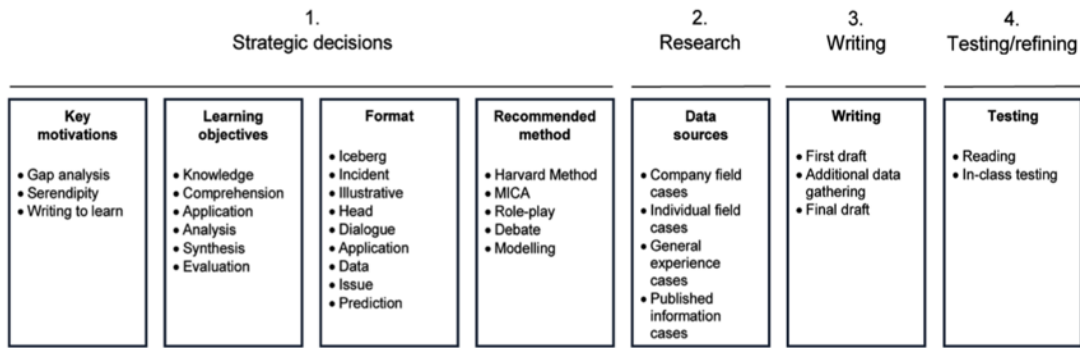 1.
Strategic decisions
2.
Research
3.
Writing
4.
Testing/refining
Key
motivations
• Gap analysis
• Serendipity
• Writing to learn
Learning
objectives
• Knowledge
• Comprehension
• Application
• Analysis
• Synthesis
• Evaluation
Format
• Iceberg
• Incident
• Illustrative
• Head
• Dialogue
• Application
• Data
• Issue
• Prediction
Recommended
method
• Harvard Method
• MICA
• Role-play
• Debate
• Modelling
Data
sources
• Company field
cases
• Individual field
cases
• General
experience
cases
• Published
information
cases
Writing
• First draft
• Additional data
gathering
• Final draft
Testing
• Reading
• In-class testing